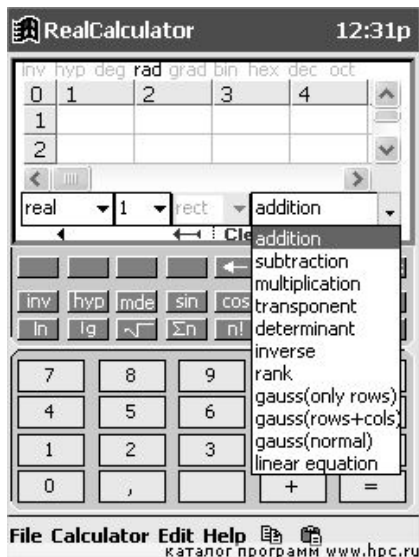 RealCalculator 12:31p
inv hyp deg rad grad bin hex dec oct
0 1 2 3 4
1
2
real 1 rect addition
Cle
addition
subtraction
multiplication
transponent
determinant
inverse
rank
gauss(only rows)
gauss(rows+cols)
gauss(normal)
linear equation
inv hyp mde sin cos
ln lg √ Σn n!
7 8 9
4 5 6
1 2 3
0 , + =
File Calculator Edit Help
каталог программ www.hpc.ru